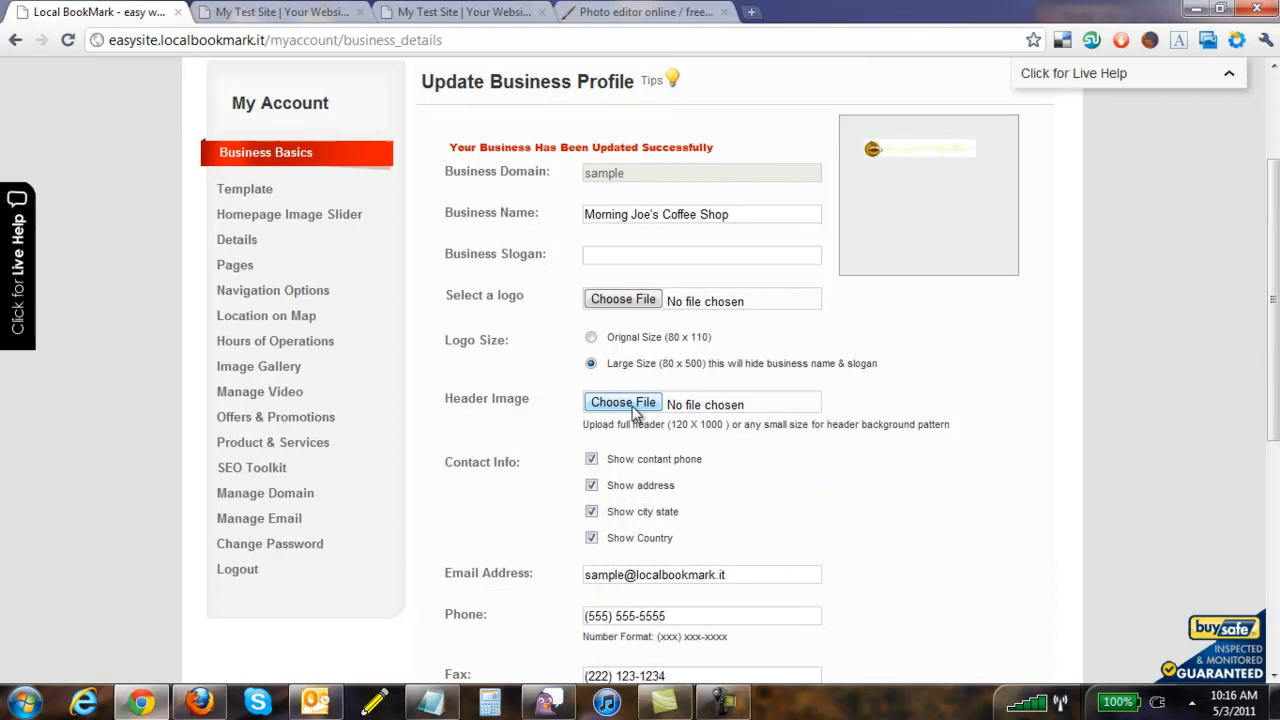 Local BookMark - easy w
My Test Site | Your Websi...
My Test Site | Your Websi...
Photo editor online / free...
easysite.localbookmark.it/myaccount/business_details
Click for Live Help
Click for Live Help
My Account
Business Basics
Template
Homepage Image Slider
Details
Pages
Navigation Options
Location on Map
Hours of Operations
Image Gallery
Manage Video
Offers & Promotions
Product & Services
SEO Toolkit
Manage Domain
Manage Email
Change Password
Logout
Update Business Profile Tips
Your Business Has Been Updated Successfully
Business Domain: sample
Business Name: Morning Joe's Coffee Shop
Business Slogan:
Select a logo Choose File No file chosen
Logo Size: Orignal Size (80 x 110)
Large Size (80 x 500) this will hide business name & slogan
Header Image Choose File No file chosen
Upload full header (120 X 1000 ) or any small size for header background pattern
Contact Info: Show contant phone
Show address
Show city state
Show Country
Email Address: sample@localbookmark.it
Phone: (555) 555-5555
Number Format: (xxx) xxx-xxxx
Fax: (222) 123-1234
buySafe
INSPECTED
& MONITORED
GUARANTEED
100%
10:16 AM
5/3/2011